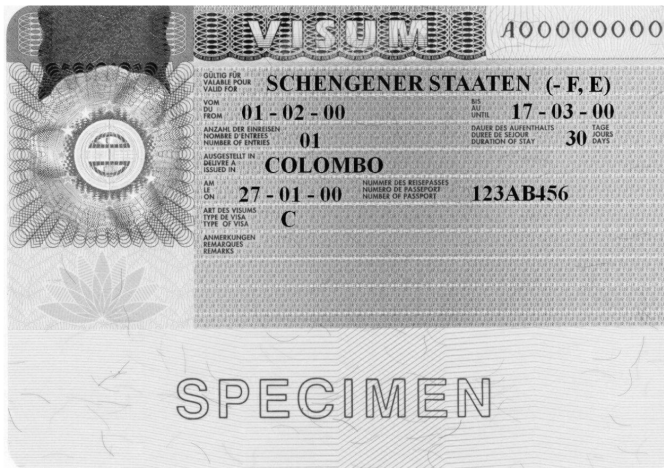 VISUM A00000000
GÜLTIG FÜR
VALABLE POUR
VALID FOR
SCHENGENER STAATEN (- F, E)
VOM
DU
FROM
01 - 02 - 00
BIS
AU
UNTIL
17 - 03 - 00
ANZAHL DER EINREISEN
NOMBRE D'ENTREES
NUMBER OF ENTRIES
01
DAUER DES AUFENTHALTS
DUREE DE SEJOUR
DURATION OF STAY
30
TAGE
JOURS
DAYS
AUSGESTELLT IN
DELIVRE A
ISSUED IN
COLOMBO
AM
LE
ON
27 - 01 - 00
NUMMER DES REISEPASSES
NUMERO DE PASSEPORT
NUMBER OF PASSPORT
123AB456
ART DES VISUMS
TYPE DE VISA
TYPE OF VISA
C
ANMERKUNGEN
REMARQUES
REMARKS
SPECIMEN